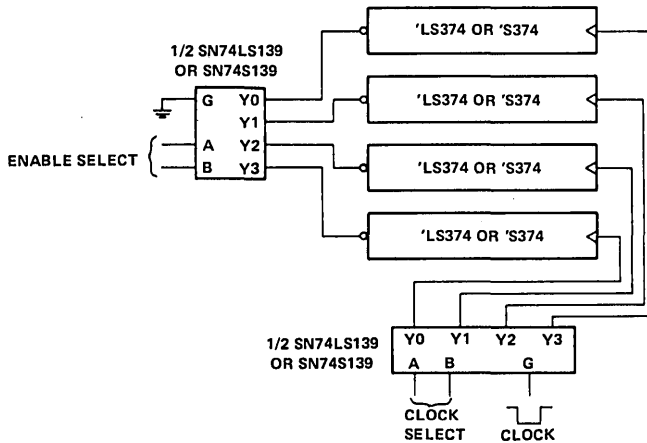 1/2 SN74LS139
OR SN74S139
G Y0
Y1
A Y2
B Y3
ENABLE SELECT
'LS374 OR 'S374
'LS374 OR 'S374
'LS374 OR 'S374
'LS374 OR 'S374
1/2 SN74LS139
OR SN74S139
Y0 Y1 Y2 Y3
A B G
CLOCK
SELECT
CLOCK